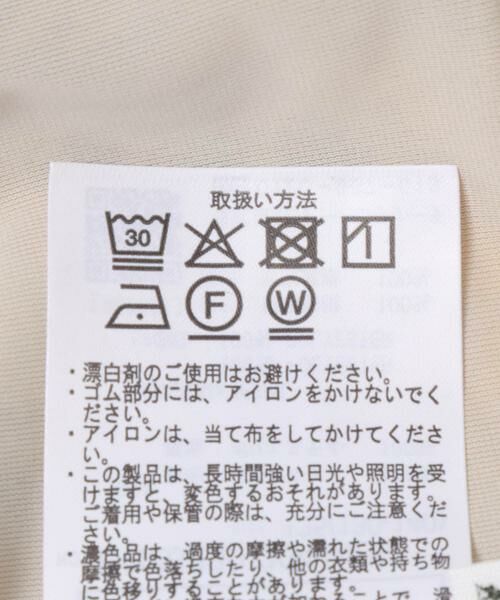 取扱い方法
30
F W
・漂白剤のご使用はお避けください。
・ゴム部分には、アイロンをかけないでく
ださい。
・アイロンは、当て布をしてかけてくださ
い。
・この製品は、長時間強い日光や照明を受
けますと、変色するおそれがあります。
ご着用や保管の際は、充分にご注意くだ
さい。
・濃色品は、過度の摩擦や濡れた状態での
摩擦で色落ちしたり、他の衣類や持ち物
に色移りすることがあります。